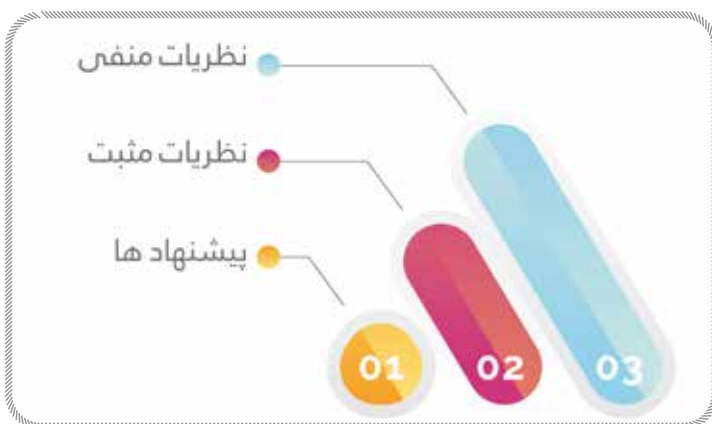 نظریات منفی
نظریات مثبت
پیشنهاد ها
01
02
03